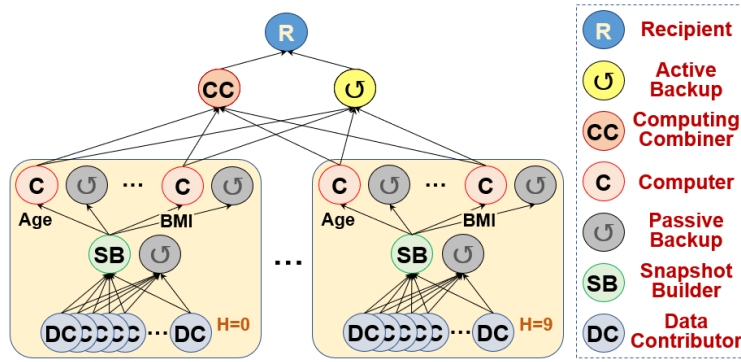 R
CC
C
...
C
C
...
C
Age
BMI
Age
BMI
SB
SB
...
DC
C
C
C
C
...
DC
H=0
DC
C
C
C
C
...
DC
H=9
R
Recipient
Active
Backup
CC
Computing
Combiner
C
Computer
Passive
Backup
SB
Snapshot
Builder
DC
Data
Contributor